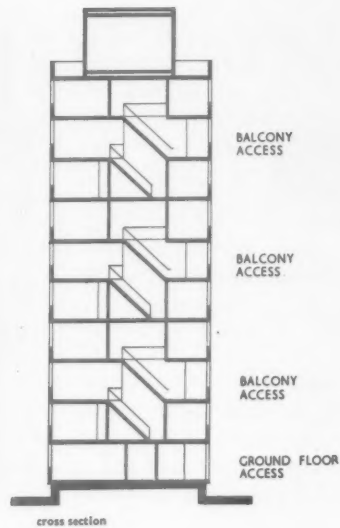 BALCONY
ACCESS
BALCONY
ACCESS
BALCONY
ACCESS
GROUND FLOOR
ACCESS
cross section